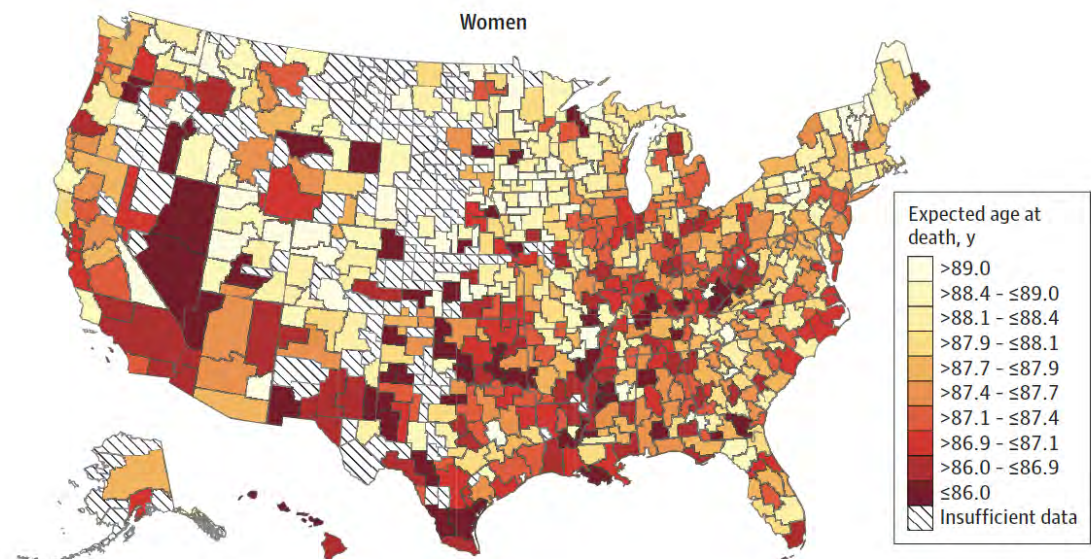 Women
Expected age at
death, y
>89.0
>88.4 - ≤89.0
>88.1 - ≤88.4
>87.9 - ≤88.1
>87.7 - ≤87.9
>87.4 - ≤87.7
>87.1 - ≤87.4
>86.9 - ≤87.1
>86.0 - ≤86.9
≤86.0
Insufficient data